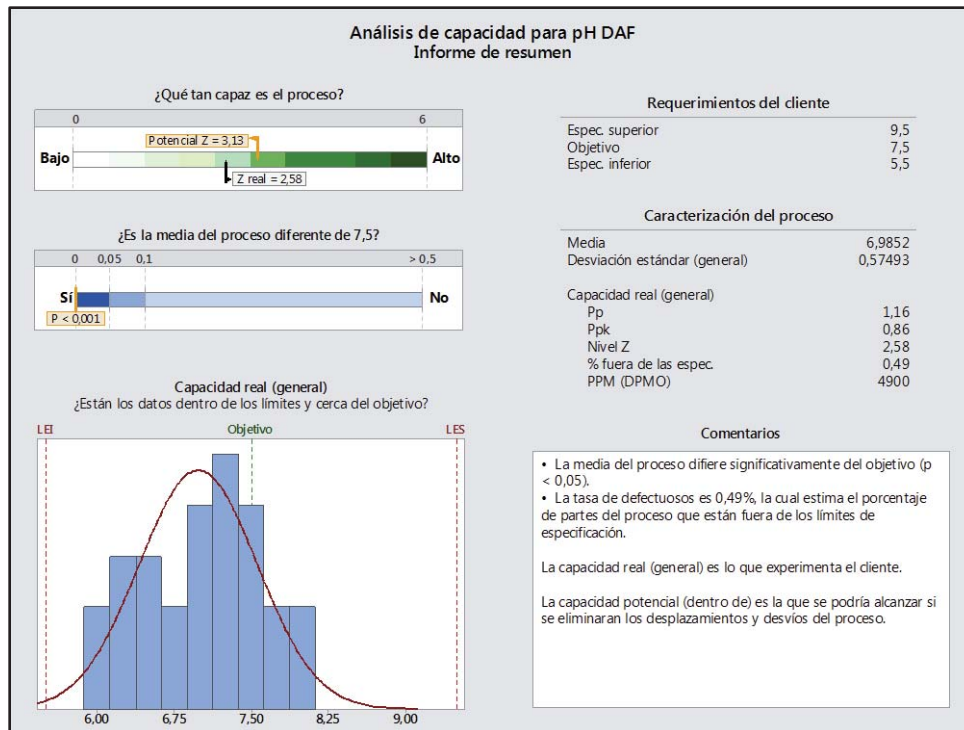 Análisis de capacidad para pH DAF
Informe de resumen
¿Qué tan capaz es el proceso?
0 6
Potencial Z = 3,13
Bajo Alto
Z real = 2,58
¿Es la media del proceso diferente de 7,5?
0 0,05 0,1 > 0,5
Sí No
P < 0,001
Capacidad real (general)
¿Están los datos dentro de los límites y cerca del objetivo?
LEI Objetivo LES
6,00 6,75 7,50 8,25 9,00
Requerimientos del cliente
Espec. superior 9,5
Objetivo 7,5
Espec. inferior 5,5
Caracterización del proceso
Media 6,9852
Desviación estándar (general) 0,57493
Capacidad real (general)
Pp 1,16
Ppk 0,86
Nivel Z 2,58
% fuera de las espec. 0,49
PPM (DPMO) 4900
Comentarios
• La media del proceso difiere significativamente del objetivo (p
< 0,05).
• La tasa de defectuosos es 0,49%, la cual estima el porcentaje
de partes del proceso que están fuera de los límites de
especificación.
La capacidad real (general) es lo que experimenta el cliente.
La capacidad potencial (dentro de) es la que se podría alcanzar si
se eliminaran los desplazamientos y desvíos del proceso.